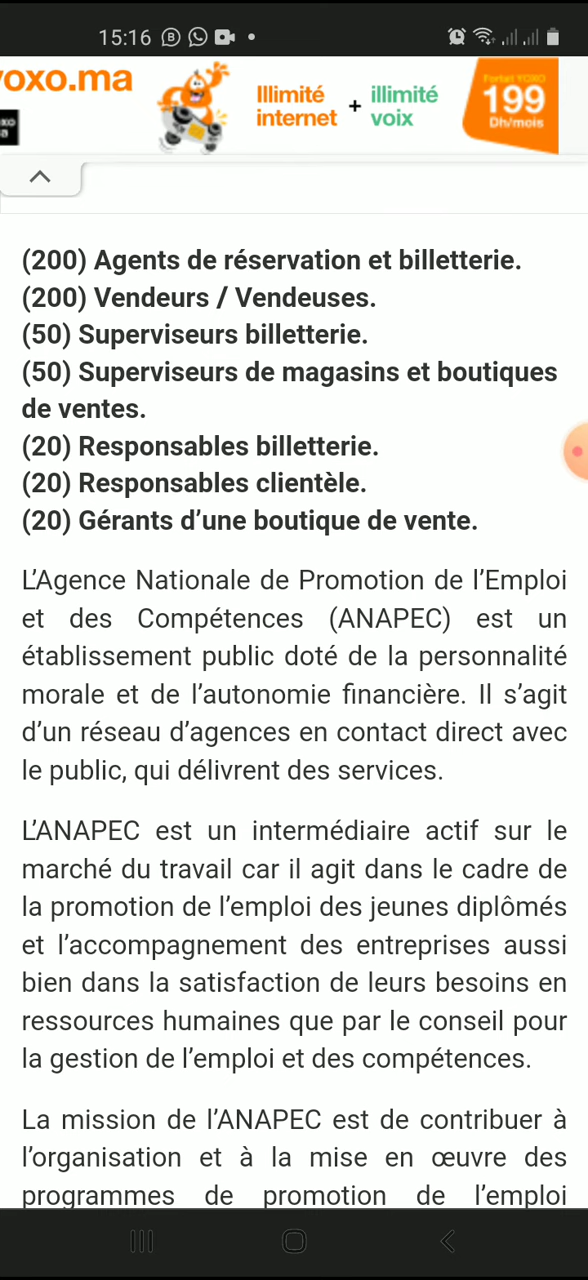 15:16
yoxo.ma
Illimité internet + illimité voix
Forfait YOXO
199
Dh/mois
(200) Agents de réservation et billetterie.
(200) Vendeurs / Vendeuses.
(50) Superviseurs billetterie.
(50) Superviseurs de magasins et boutiques
de ventes.
(20) Responsables billetterie.
(20) Responsables clientèle.
(20) Gérants d’une boutique de vente.
L’Agence Nationale de Promotion de l’Emploi
et des Compétences (ANAPEC) est un
établissement public doté de la personnalité
morale et de l’autonomie financière. Il s’agit
d’un réseau d’agences en contact direct avec
le public, qui délivrent des services.
L’ANAPEC est un intermédiaire actif sur le
marché du travail car il agit dans le cadre de
la promotion de l’emploi des jeunes diplômés
et l’accompagnement des entreprises aussi
bien dans la satisfaction de leurs besoins en
ressources humaines que par le conseil pour
la gestion de l’emploi et des compétences.
La mission de l’ANAPEC est de contribuer à
l’organisation et à la mise en œuvre des
programmes de promotion de l’emploi